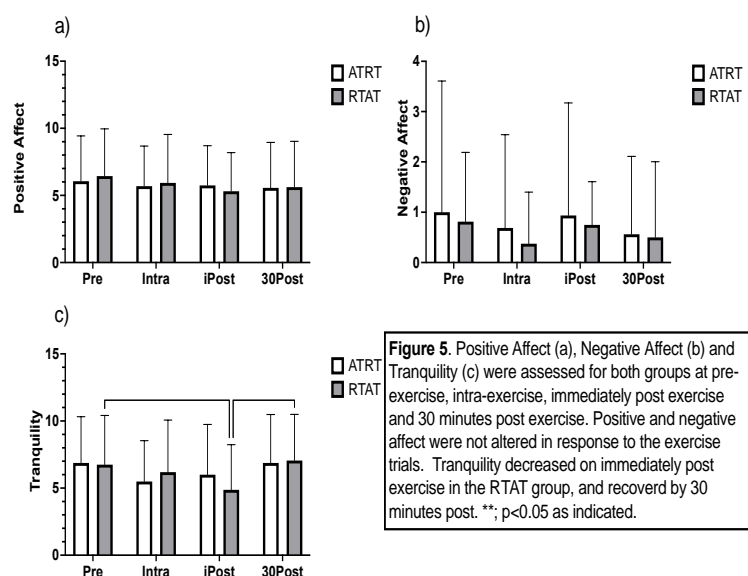 a)
15
10
5
0
Positive Affect
Pre Intra iPost 30Post
ATRT
RTAT
b)
4
3
2
1
0
Negative Affect
Pre Intra iPost 30Post
ATRT
RTAT
c)
15
10
5
0
Tranquility
Pre Intra iPost 30Post
ATRT
RTAT
Figure 5. Positive Affect (a), Negative Affect (b) and
Tranquility (c) were assessed for both groups at pre-
exercise, intra-exercise, immediately post exercise
and 30 minutes post exercise. Positive and negative
affect were not altered in response to the exercise
trials.  Tranquility decreased on immediately post
exercise in the RTAT group, and recoverd by 30
minutes post. **; p<0.05 as indicated.